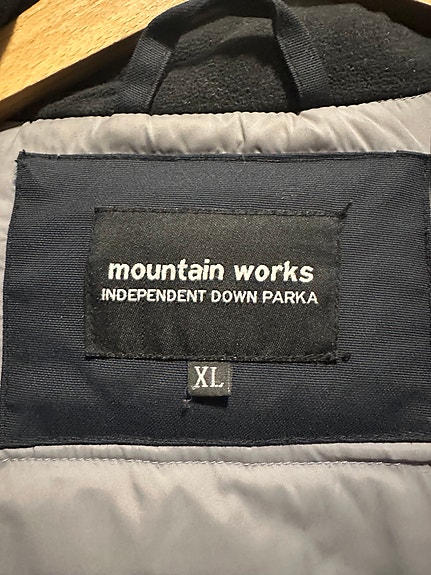 mountain works
INDEPENDENT DOWN PARKA
XL